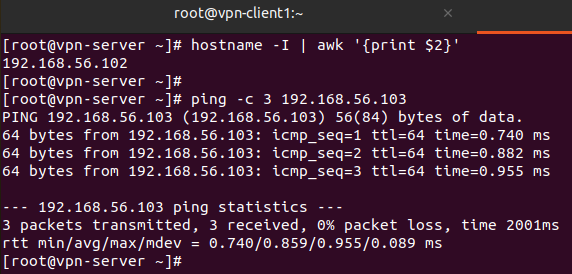 root@vpn-client1:~ ×
[root@vpn-server ~]# hostname -I | awk '{print $2}'
192.168.56.102
[root@vpn-server ~]#
[root@vpn-server ~]# ping -c 3 192.168.56.103
PING 192.168.56.103 (192.168.56.103) 56(84) bytes of data.
64 bytes from 192.168.56.103: icmp_seq=1 ttl=64 time=0.740 ms
64 bytes from 192.168.56.103: icmp_seq=2 ttl=64 time=0.882 ms
64 bytes from 192.168.56.103: icmp_seq=3 ttl=64 time=0.955 ms

--- 192.168.56.103 ping statistics ---
3 packets transmitted, 3 received, 0% packet loss, time 2001ms
rtt min/avg/max/mdev = 0.740/0.859/0.955/0.089 ms
[root@vpn-server ~]#